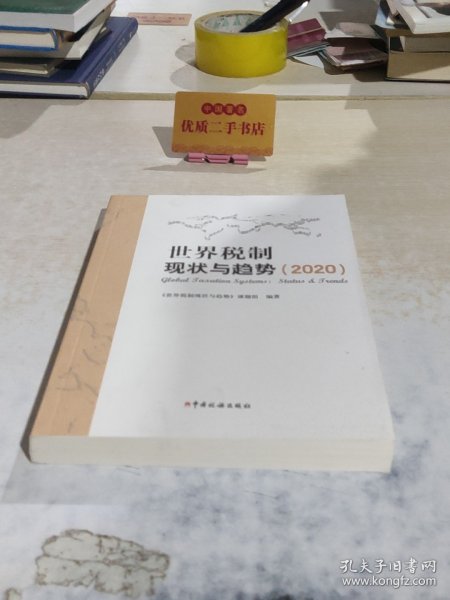 中国著名
优质二手书店
世界税制
现状与趋势（2020）
Global Taxation Systems: Status & Trends
《世界税制现状与趋势》课题组 编著
中国税务出版社
孔夫子旧书网
www.kongfz.com